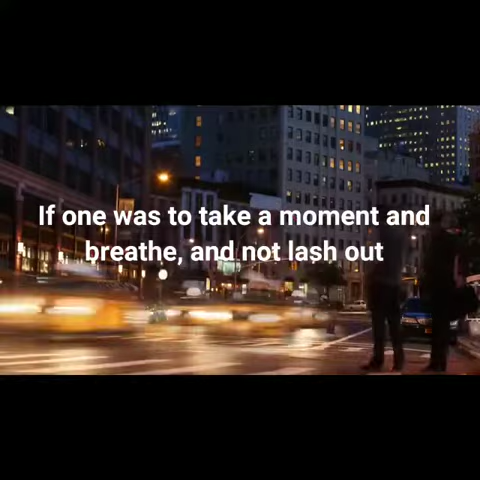 If one was to take a moment and
breathe, and not lash out